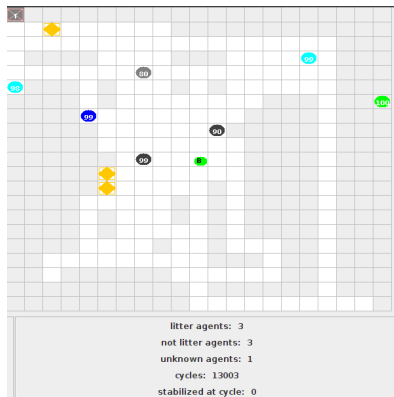 T
99
80
98
100
99
90
99
B
litter agents: 3
not litter agents: 3
unknown agents: 1
cycles: 13003
stabilized at cycle: 0